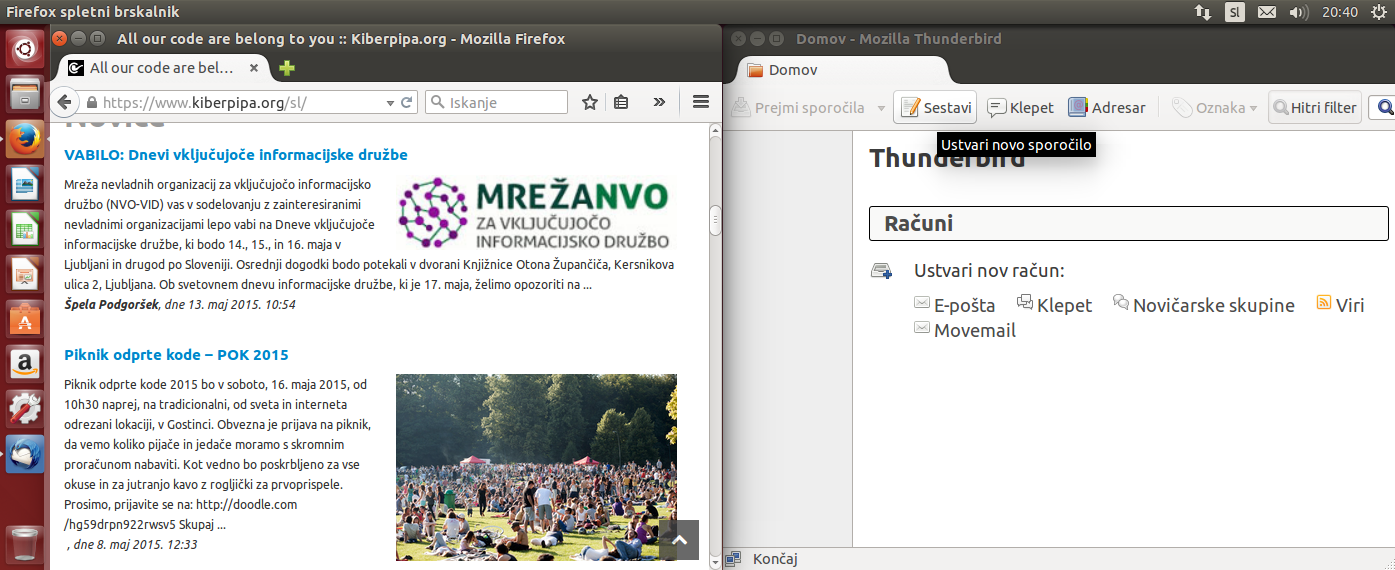 Firefox spletni brskalnik
Sl
20:40
All our code are belong to you :: Kiberpipa.org - Mozilla Firefox
All our code are bel...
https://www.kiberpipa.org/sl/
Iskanje
Novice
VABILO: Dnevi vključujoče informacijske družbe
Mreža nevladnih organizacij za vključujočo informacijsko
družbo (NVO-VID) vas v sodelovanju z zainteresiranimi
nevladnimi organizacijami lepo vabi na Dneve vključujoče
informacijske družbe, ki bodo 14., 15., in 16. maja v
Ljubljani in drugod po Sloveniji. Osrednji dogodki bodo potekali v dvorani Knjižnice Otona Župančiča, Kersnikova
ulica 2, Ljubljana. Ob svetovnem dnevu informacijske družbe, ki je 17. maja, želimo opozoriti na ...
Špela Podgoršek, dne 13. maj 2015. 10:54
MREŽANVO
ZA VKLJUČUJOČO
INFORMACIJSKO DRUŽBO
Piknik odprte kode – POK 2015
Piknik odprte kode 2015 bo v soboto, 16. maja 2015, od
10h30 naprej, na tradicionalni, od sveta in interneta
odrezani lokaciji, v Gostinci. Obvezna je prijava na piknik,
da vemo koliko pijače in jedače moramo s skromnim
proračunom nabaviti. Kot vedno bo poskrbljeno za vse
okuse in za jutranjo kavo z rogljički za prvoprispele.
Prosimo, prijavite se na: http://doodle.com
/hg59drpn922rwsv5 Skupaj ...
, dne 8. maj 2015. 12:33
Domov - Mozilla Thunderbird
Domov
Prejmi sporočila
Sestavi
Klepet
Adresar
Oznaka
Hitri filter
Ustvari novo sporočilo
Thunderbird
Računi
Ustvari nov račun:
E-pošta
Klepet
Novičarske skupine
Viri
Movemail
Končaj